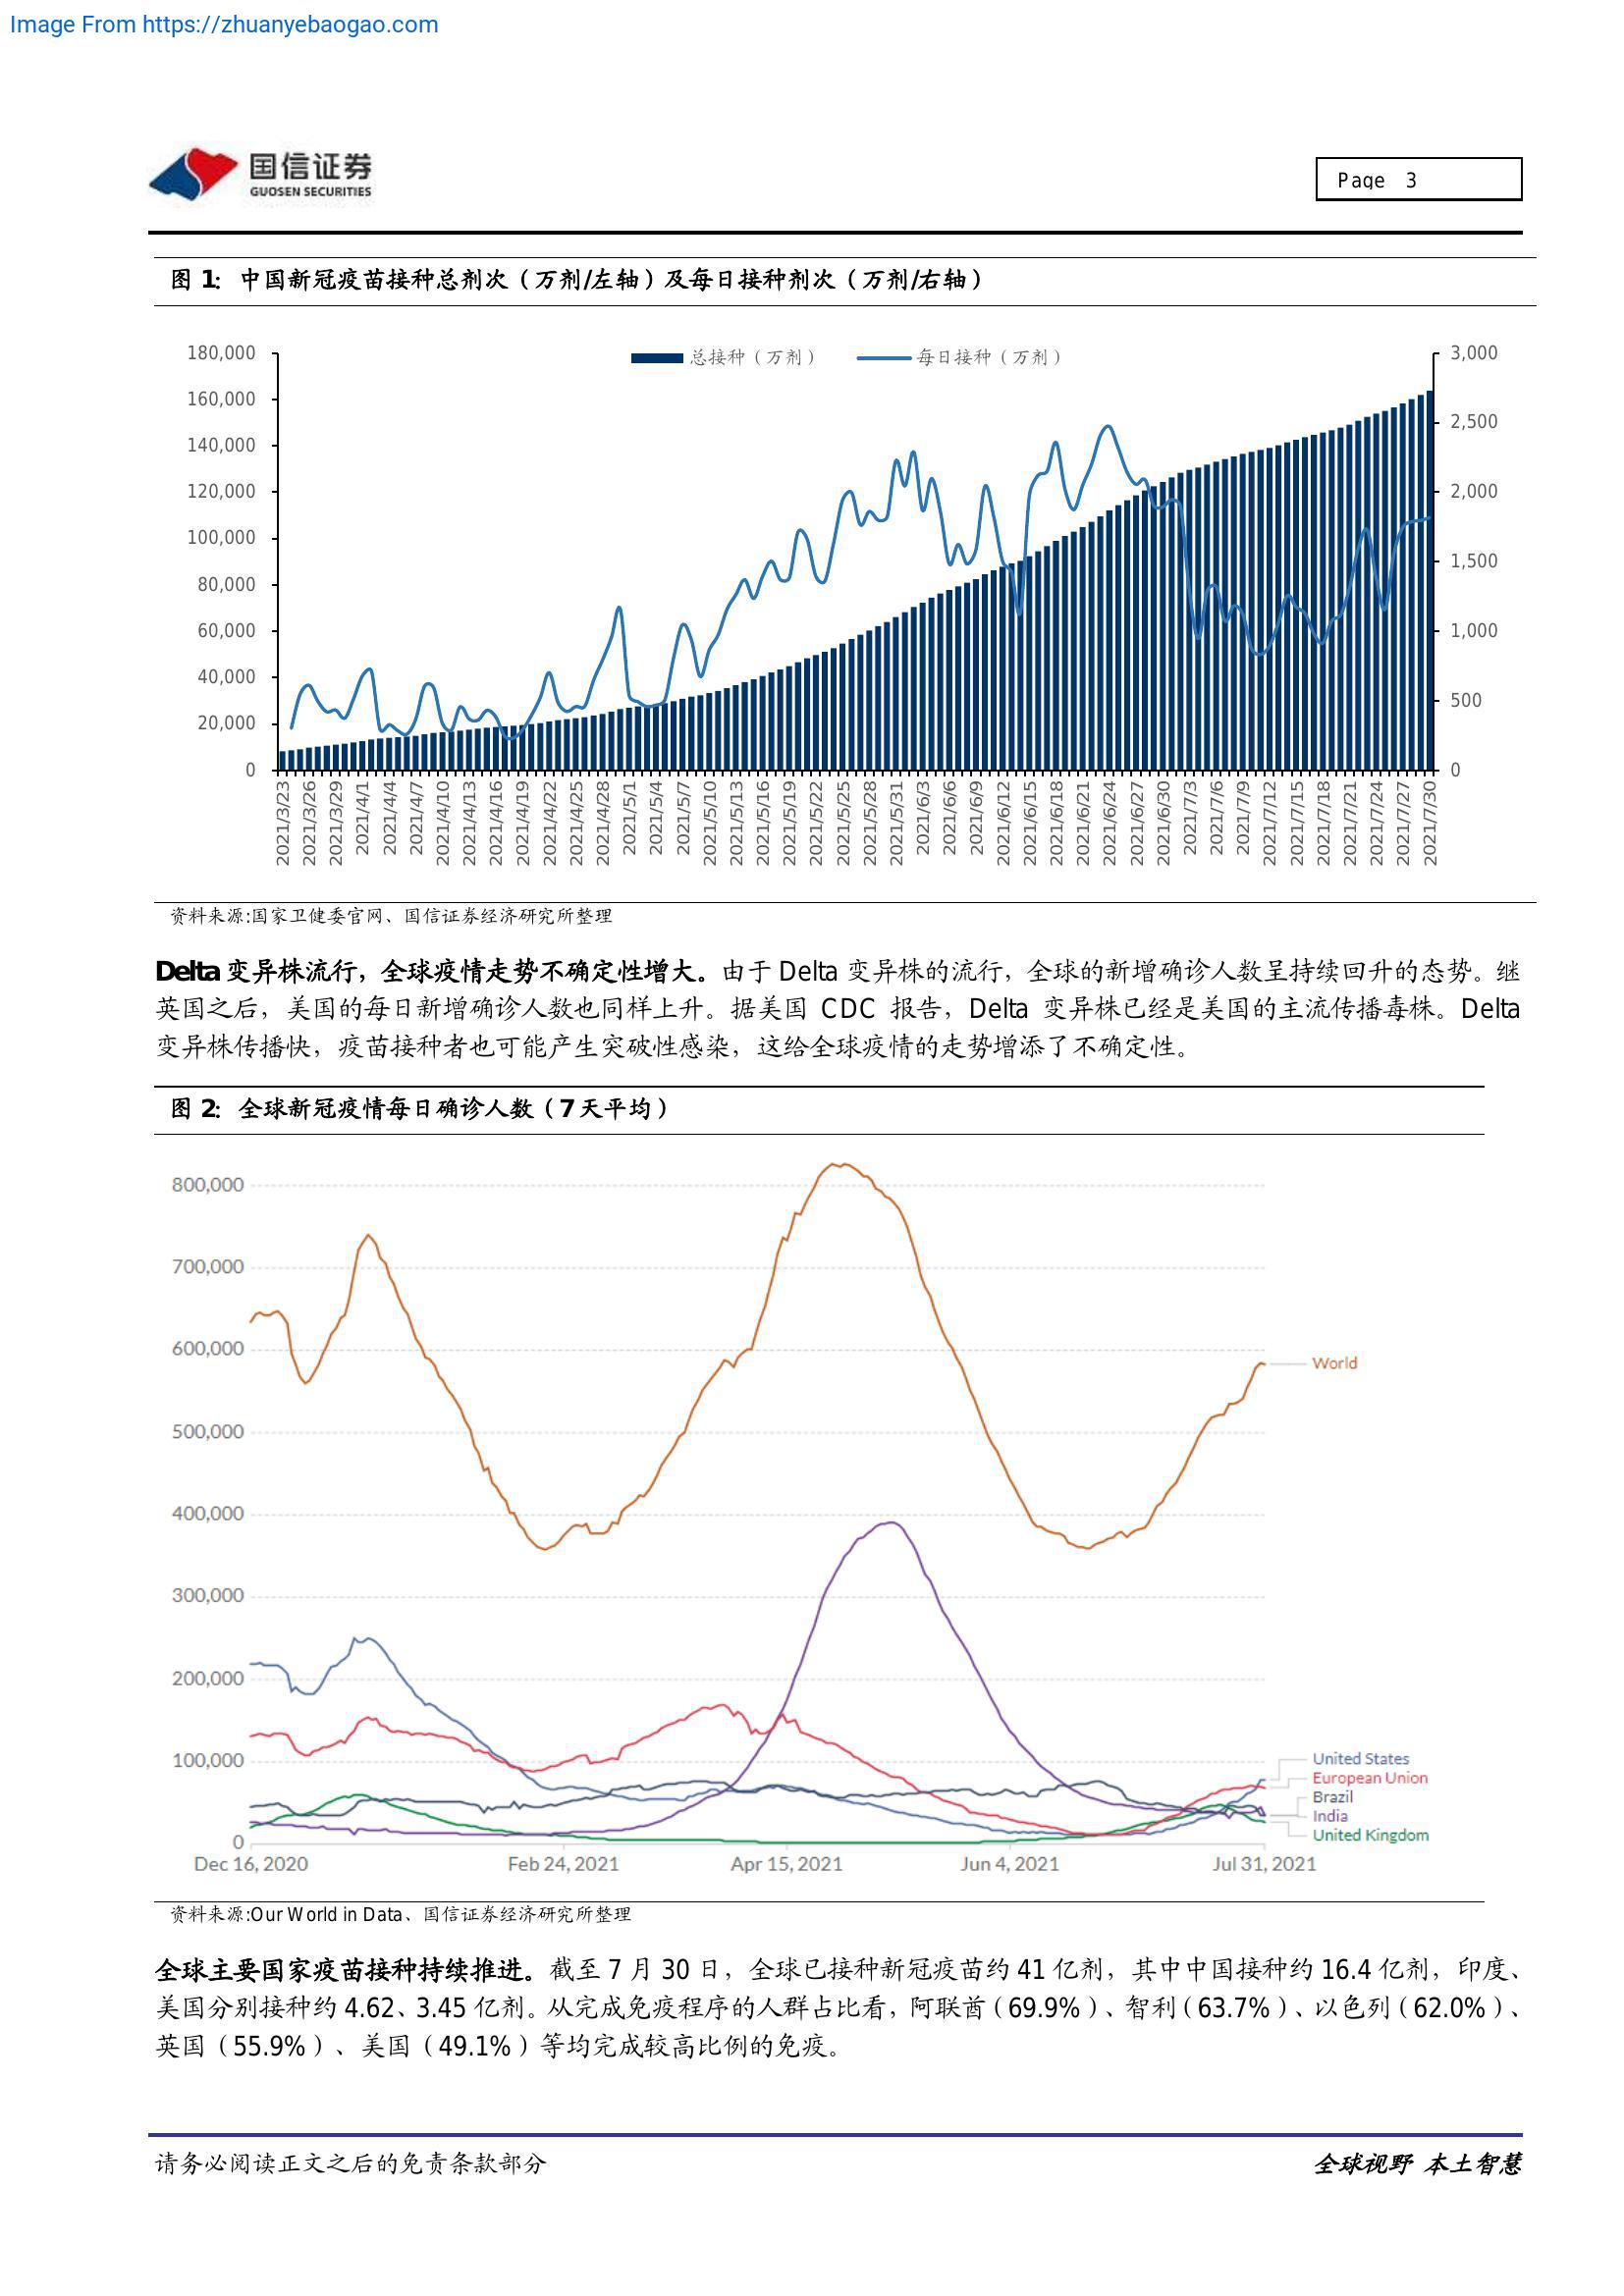 Image From https://zhuanyebaogao.com
国信证券
GUOSEN SECURITIES
Page 3
图 1: 中国新冠疫苗接种总剂次（万剂/左轴）及每日接种剂次（万剂/右轴）
总接种（万剂） 每日接种（万剂）
180,000
160,000
140,000
120,000
100,000
80,000
60,000
40,000
20,000
0
3,000
2,500
2,000
1,500
1,000
500
0
2021/3/23
2021/3/26
2021/3/29
2021/4/1
2021/4/4
2021/4/7
2021/4/10
2021/4/13
2021/4/16
2021/4/19
2021/4/22
2021/4/25
2021/4/28
2021/5/1
2021/5/4
2021/5/7
2021/5/10
2021/5/13
2021/5/16
2021/5/19
2021/5/22
2021/5/25
2021/5/28
2021/5/31
2021/6/3
2021/6/6
2021/6/9
2021/6/12
2021/6/15
2021/6/18
2021/6/21
2021/6/24
2021/6/27
2021/6/30
2021/7/3
2021/7/6
2021/7/9
2021/7/12
2021/7/15
2021/7/18
2021/7/21
2021/7/24
2021/7/27
2021/7/30
资料来源:国家卫健委官网、国信证券经济研究所整理
Delta 变异株流行，全球疫情走势不确定性增大。由于 Delta 变异株的流行，全球的新增确诊人数呈持续回升的态势。继
英国之后，美国的每日新增确诊人数也同样上升。据美国 CDC 报告，Delta 变异株已经是美国的主流传播毒株。Delta
变异株传播快，疫苗接种者也可能产生突破性感染，这给全球疫情的走势增添了不确定性。
图 2: 全球新冠疫情每日确诊人数（7 天平均）
800,000
700,000
600,000
500,000
400,000
300,000
200,000
100,000
0
World
United States
European Union
Brazil
India
United Kingdom
Dec 16, 2020 Feb 24, 2021 Apr 15, 2021 Jun 4, 2021 Jul 31, 2021
资料来源:Our World in Data、国信证券经济研究所整理
全球主要国家疫苗接种持续推进。截至 7 月 30 日，全球已接种新冠疫苗约 41 亿剂，其中中国接种约 16.4 亿剂，印度、
美国分别接种约 4.62、3.45 亿剂。从完成免疫程序的人群占比看，阿联酋（69.9%）、智利（63.7%）、以色列（62.0%）、
英国（55.9%）、美国（49.1%）等均完成较高比例的免疫。
请务必阅读正文之后的免责条款部分
全球视野 本土智慧